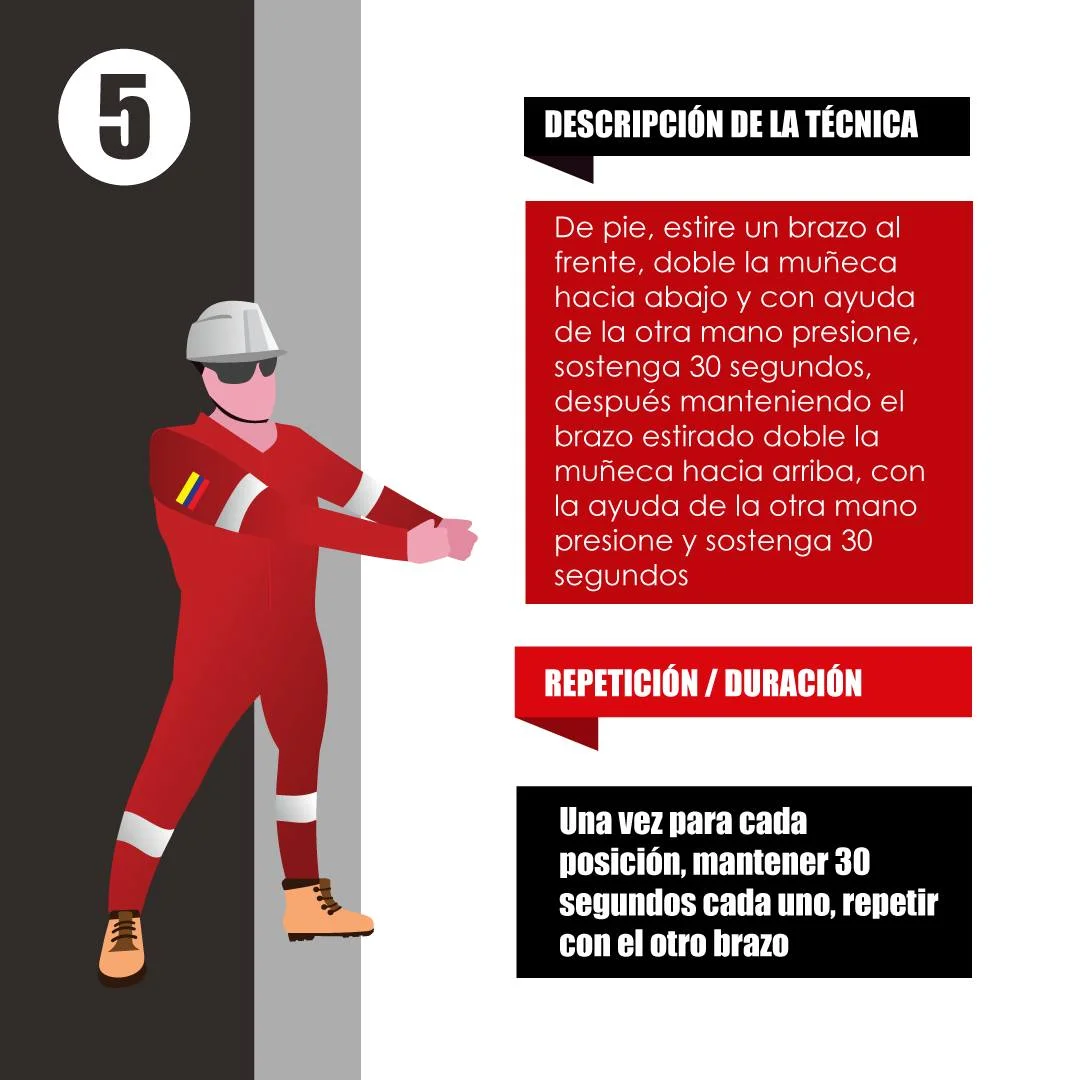 5
DESCRIPCIÓN DE LA TÉCNICA
De pie, estire un brazo al
frente, doble la muñeca
hacia abajo y con ayuda
de la otra mano presione,
sostenga 30 segundos,
después manteniendo el
brazo estirado doble la
muñeca hacia arriba, con
la ayuda de la otra mano
presione y sostenga 30
segundos
REPETICIÓN / DURACIÓN
Una vez para cada
posición, mantener 30
segundos cada uno, repetir
con el otro brazo